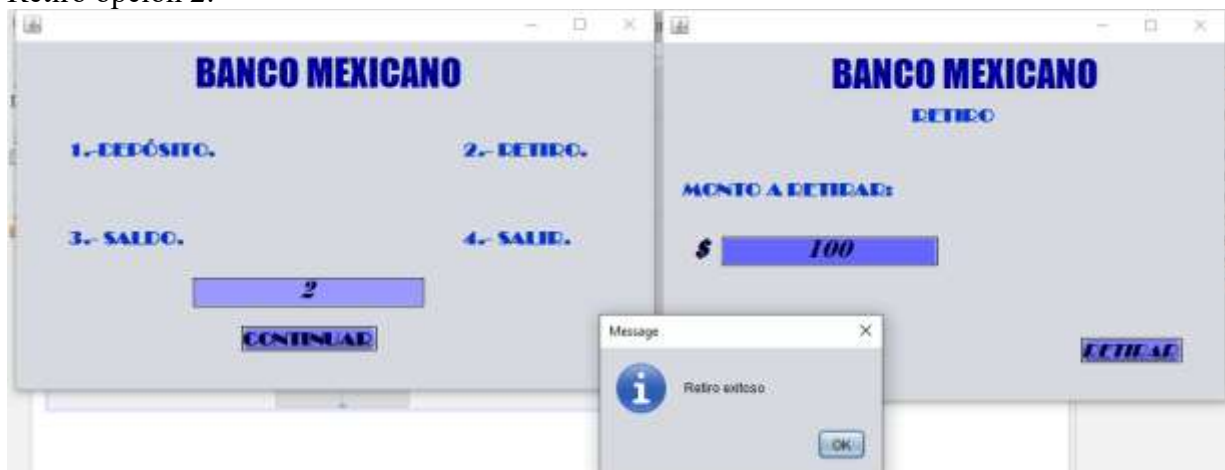 Retiro opción 2.
BANCO MEXICANO
1.-DEPÓSITO.
2.- RETIRO.
3.- SALDO.
4.- SALIR.
2
CONTINUAR
BANCO MEXICANO
RETIRO
MONTO A RETIRAR:
$ 100
RETIRAR
Message
Retiro exitoso
OK